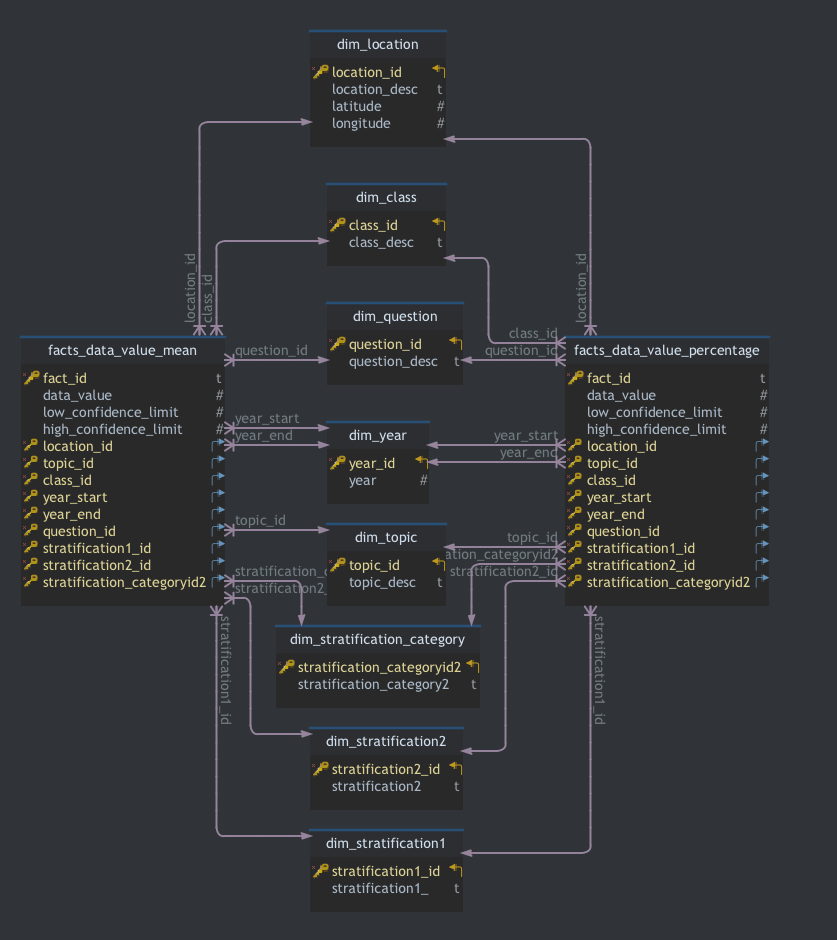 dim_location
location_id
location_desc t
latitude #
longitude #
dim_class
class_id
class_desc t
location_id
class_id
location_id
dim_question
question_id
question_desc t
question_id
class_id
question_id
facts_data_value_mean
fact_id t
data_value #
low_confidence_limit #
high_confidence_limit #
location_id
topic_id
class_id
year_start
year_end
question_id
stratification1_id
stratification2_id
stratification_categoryid2
facts_data_value_percentage
fact_id t
data_value #
low_confidence_limit #
high_confidence_limit #
location_id
topic_id
class_id
year_start
year_end
question_id
stratification1_id
stratification2_id
stratification_categoryid2
year_start
year_end
dim_year
year_id
year #
year_start
year_end
topic_id
dim_topic
topic_id
topic_desc t
topic_id
ation_categoryid2
stratification2_id
stratification_c
stratification2_
dim_stratification_category
stratification_categoryid2
stratification_category2 t
stratification1_id
stratification1_id
dim_stratification2
stratification2_id
stratification2 t
dim_stratification1
stratification1_id
stratification1_ t